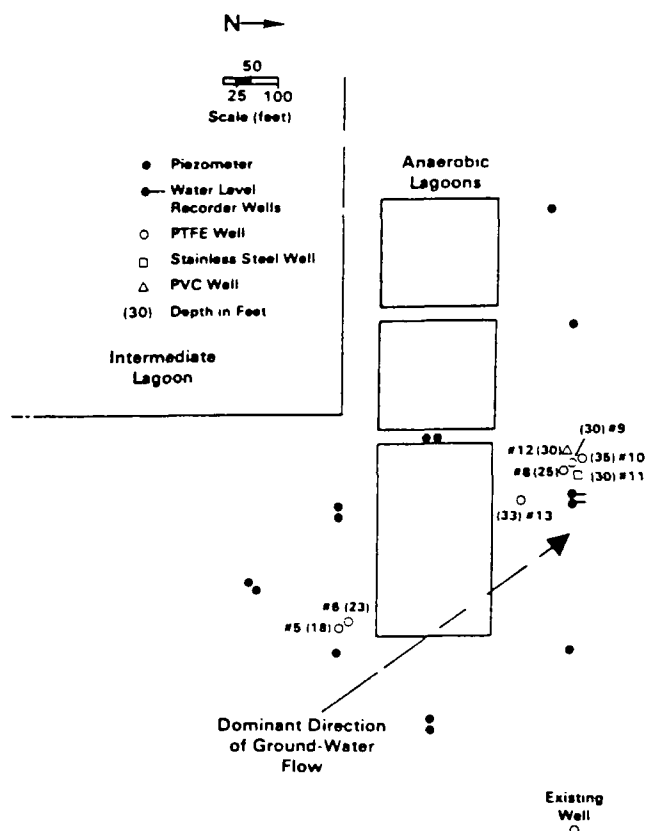 N
50
25 100
Scale (feet)
Piezometer
Water Level
Recorder Wells
PTFE Well
Stainless Steel Well
PVC Well
(30) Depth in Feet
Intermediate
Lagoon
Anaerobic
Lagoons
(30) #9
#12 (30)
(35) #10
#8 (25)
(30) #11
(33) #13
#6 (23)
#5 (18)
Dominant Direction
of Ground-Water
Flow
Existing
Well